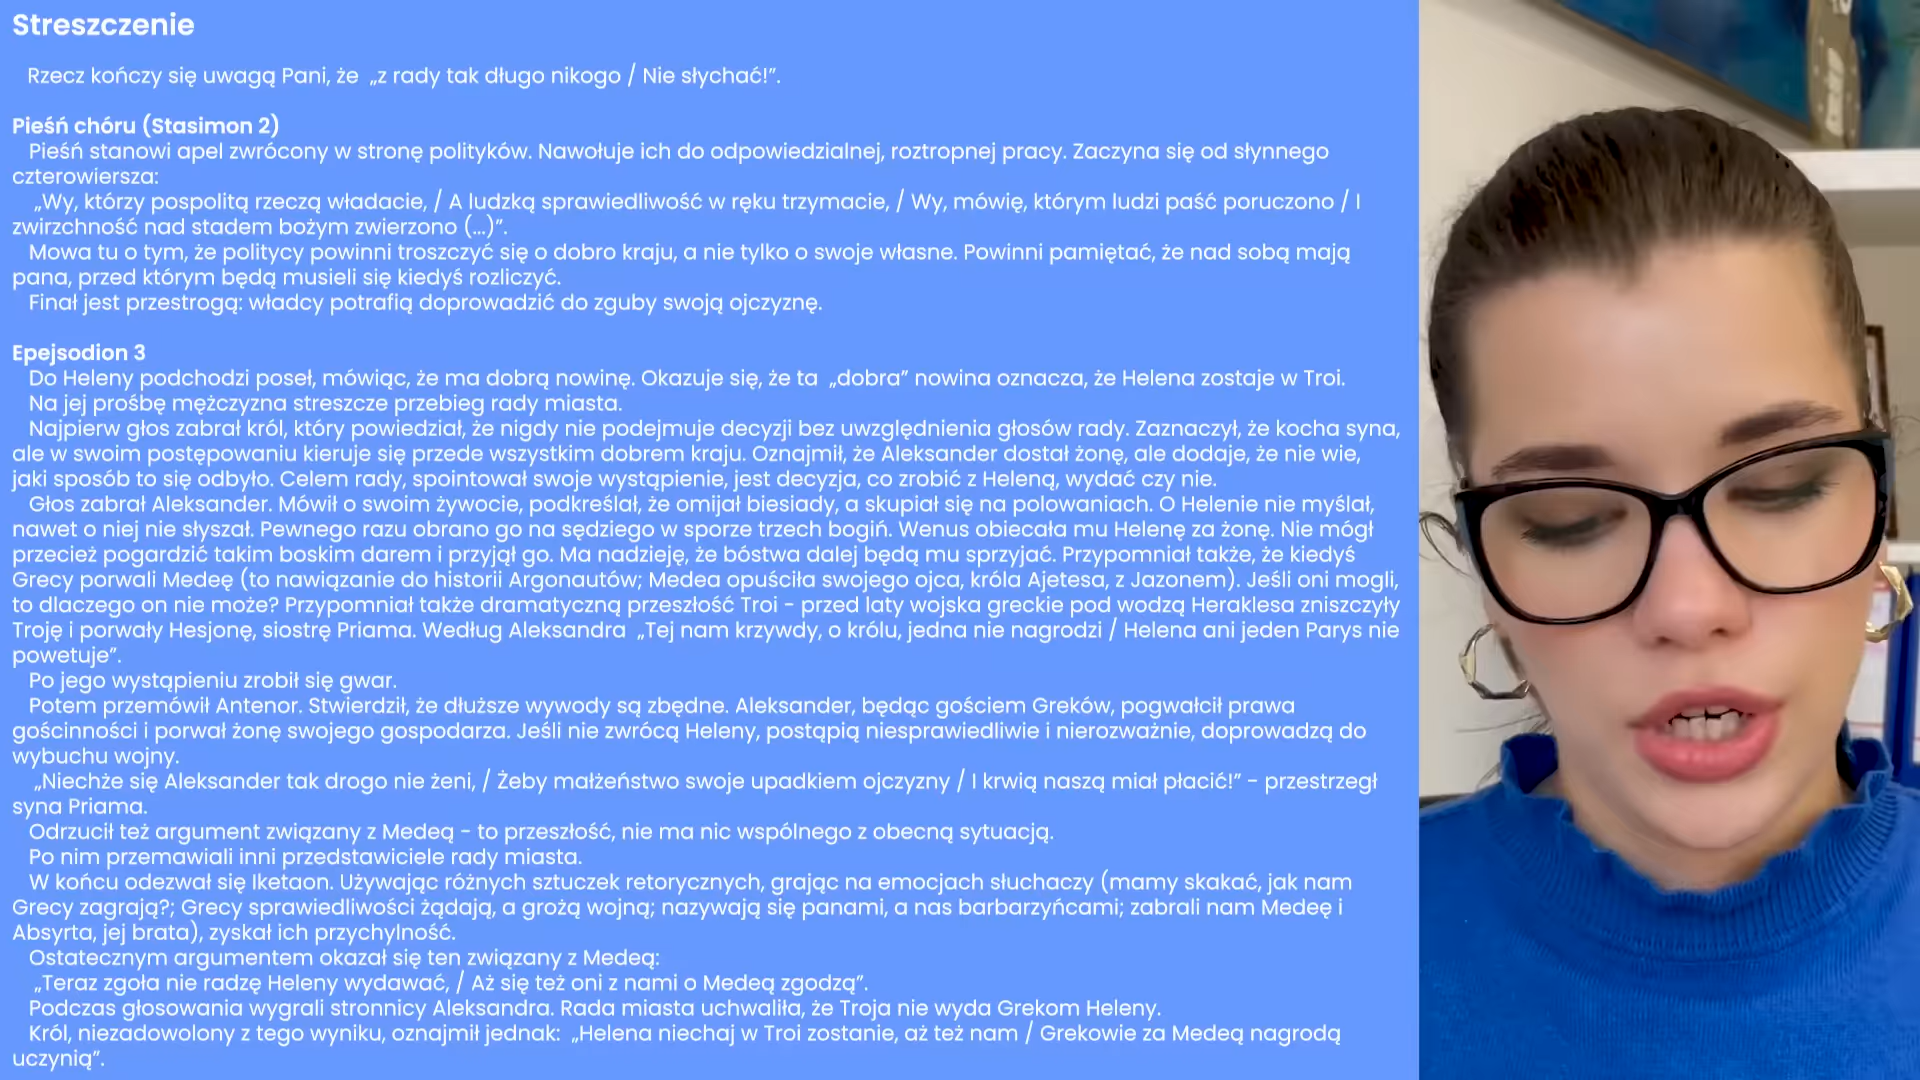 Streszczenie
Rzecz kończy się uwagą Pani, że „z rady tak długo nikogo / Nie słychać!”.
Pieśń chóru (Stasimon 2)
Pieśń stanowi apel zwrócony w stronę polityków. Nawołuje ich do odpowiedzialnej, roztropnej pracy. Zaczyna się od słynnego
czterowiersza:
„Wy, którzy pospolitą rzeczą władacie, / A ludzką sprawiedliwość w ręku trzymacie, / Wy, mówię, którym ludzi paść poruczono / I
zwirzchność nad stadem bożym zwierzono (...)”.
Mowa tu o tym, że politycy powinni troszczyć się o dobro kraju, a nie tylko o swoje własne. Powinni pamiętać, że nad sobą mają
pana, przed którym będą musieli się kiedyś rozliczyć.
Finał jest przestrogą: władcy potrafią doprowadzić do zguby swoją ojczyznę.
Epejsodion 3
Do Heleny podchodzi poseł, mówiąc, że ma dobrą nowinę. Okazuje się, że ta „dobra” nowina oznacza, że Helena zostaje w Troi.
Na jej prośbę mężczyzna streszcze przebieg rady miasta.
Najpierw głos zabrał król, który powiedział, że nigdy nie podejmuje decyzji bez uwzględnienia głosów rady. Zaznaczył, że kocha syna,
ale w swoim postępowaniu kieruje się przede wszystkim dobrem kraju. Oznajmił, że Aleksander dostał żonę, ale dodaje, że nie wie,
jaki sposób to się odbyło. Celem rady, spointował swoje wystąpienie, jest decyzja, co zrobić z Heleną, wydać czy nie.
Głos zabrał Aleksander. Mówił o swoim żywocie, podkreślał, że omijał biesiady, a skupiał się na polowaniach. O Helenie nie myślał,
nawet o niej nie słyszał. Pewnego razu obrano go na sędziego w sporze trzech bogiń. Wenus obiecała mu Helenę za żonę. Nie mógł
przecież pogardzić takim boskim darem i przyjął go. Ma nadzieję, że bóstwa dalej będą mu sprzyjać. Przypomniał także, że kiedyś
Grecy porwali Medeę (to nawiązanie do historii Argonautów; Medea opuściła swojego ojca, króla Ajetesa, z Jazonem). Jeśli oni mogli,
to dlaczego on nie może? Przypomniał także dramatyczną przeszłość Troi - przed laty wojska greckie pod wodzą Heraklesa zniszczyły
Troję i porwały Hesjonę, siostrę Priama. Według Aleksandra „Tej nam krzywdy, o królu, jedna nie nagrodzi / Helena ani jeden Parys nie
powetuje”.
Po jego wystąpieniu zrobił się gwar.
Potem przemówił Antenor. Stwierdził, że dłuższe wywody są zbędne. Aleksander, będąc gościem Greków, pogwałcił prawa
gościnności i porwał żonę swojego gospodarza. Jeśli nie zwrócą Heleny, postąpią niesprawiedliwie i nierozważnie, doprowadzą do
wybuchu wojny.
„Niechże się Aleksander tak drogo nie żeni, / Żeby małżeństwo swoje upadkiem ojczyzny / I krwią naszą miał płacić!” - przestrzegł
syna Priama.
Odrzucił też argument związany z Medeą - to przeszłość, nie ma nic wspólnego z obecną sytuacją.
Po nim przemawiali inni przedstawiciele rady miasta.
W końcu odezwał się Iketaon. Używając różnych sztuczek retorycznych, grając na emocjach słuchaczy (mamy skakać, jak nam
Grecy zagrają?; Grecy sprawiedliwości żądają, a grożą wojną; nazywają się panami, a nas barbarzyńcami; zabrali nam Medeę i
Absyrta, jej brata), zyskał ich przychylność.
Ostatecznym argumentem okazał się ten związany z Medeą:
„Teraz zgoła nie radzę Heleny wydawać, / Aż się też oni z nami o Medeą zgodzą”.
Podczas głosowania wygrali stronnicy Aleksandra. Rada miasta uchwaliła, że Troja nie wyda Grekom Heleny.
Król, niezadowolony z tego wyniku, oznajmił jednak: „Helena niechaj w Troi zostanie, aż też nam / Grekowie za Medeą nagrodą
uczynią”.